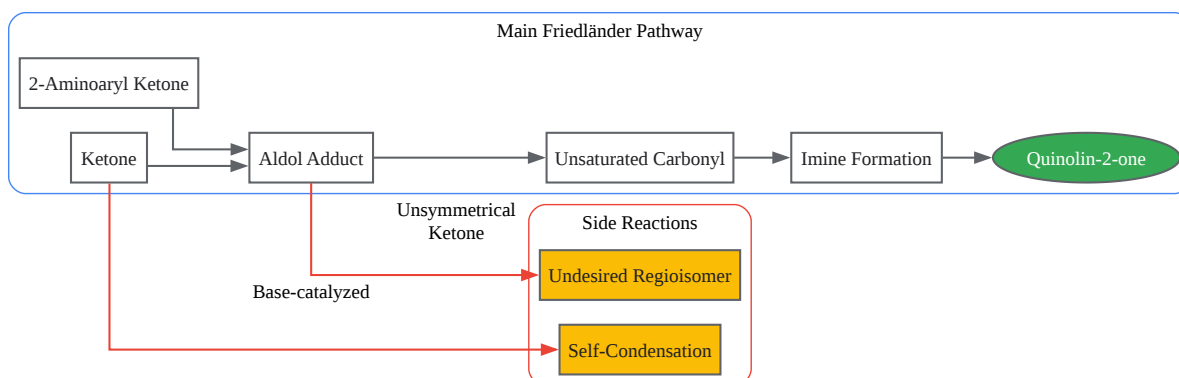 Main Friedländer Pathway
2-Aminoaryl Ketone
Ketone
Aldol Adduct
Unsaturated Carbonyl
Imine Formation
Quinolin-2-one
Unsymmetrical
Ketone
Side Reactions
Undesired Regioisomer
Base-catalyzed
Self-Condensation